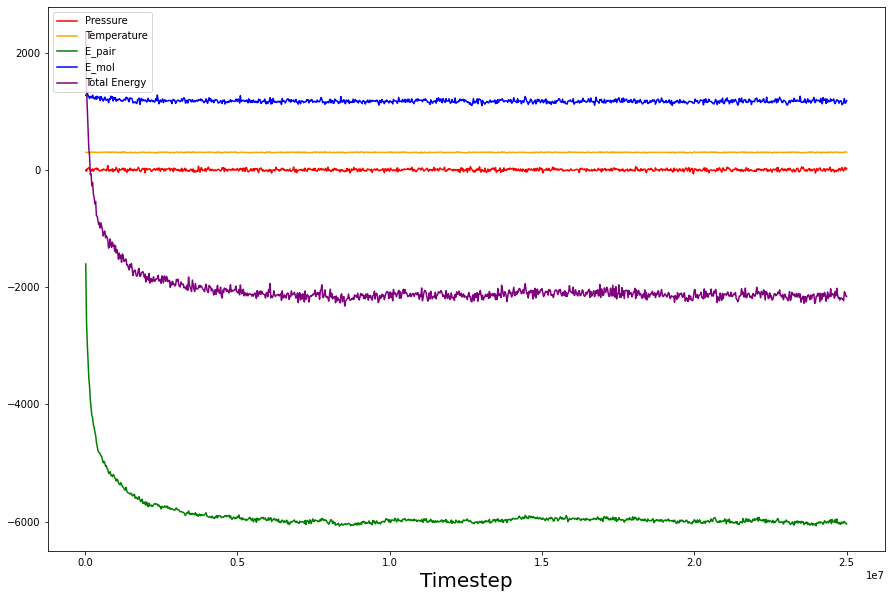 Pressure
Temperature
E_pair
E_mol
Total Energy
2000
0
−2000
−4000
−6000
0.0 0.5 1.0 1.5 2.0 2.5
1e7
Timestep